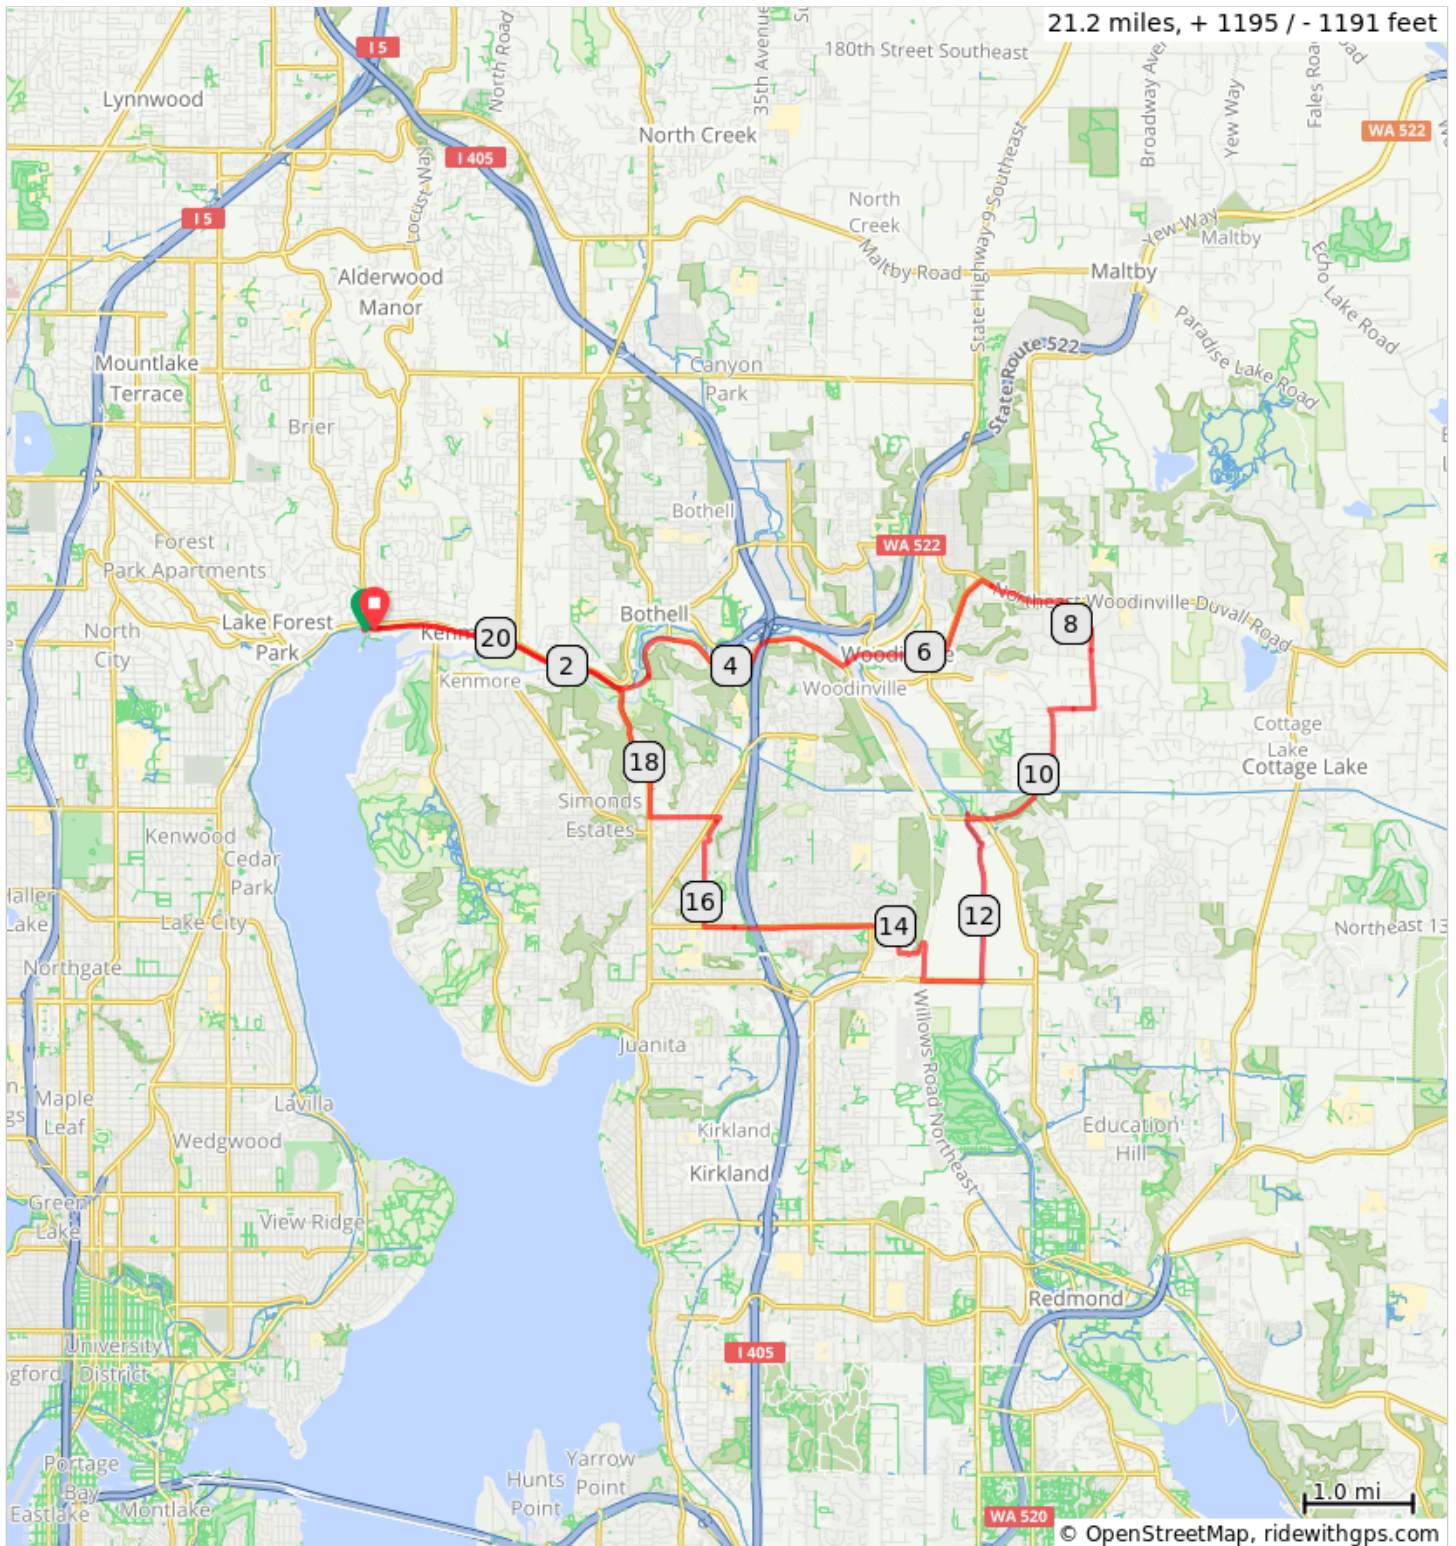 21.2 miles, + 1195 / - 1191 feet
I 5
180th Street Southeast
35th Avenue
North Road
Broadway Ave
Yew Way
Fales Road
Lynnwood
North Creek
WA 522
I 405
Locust Way
State Highway 9 Southeast
North
Creek
I 5
Yew Way
Maltby
Maltby Road
Maltby
Echo Lake Road
Alderwood
Manor
Paradise Lake Road
State Route 522
Mountlake
Terrace
Canyon
Park
Brier
Bothell
Forest
Park Apartments
WA 522
Northeast Woodinville Duvall Road
Lake Forest
Park
Bothell
North
City
20
2
4
6
8
Kenmore
Woodinville
Cottage
Lake
Cottage Lake
18
10
Simonds
Estates
Kenwood
Cedar
Park
Haller
Lake
Lake City
16
14
12
Northeast 13
Northgate
Willows Road Northeast
Juanita
Maple
Leaf
Lavilla
Wedgwood
Kirkland
Education
Hill
Kirkland
Green
Lake
View Ridge
Redmond
University
District
I 405
gford
Portage
Bay
Eastlake
Montlake
Hunts
Point
Yarrow
Point
1.0 mi
WA 520
© OpenStreetMap, ridewithgps.com